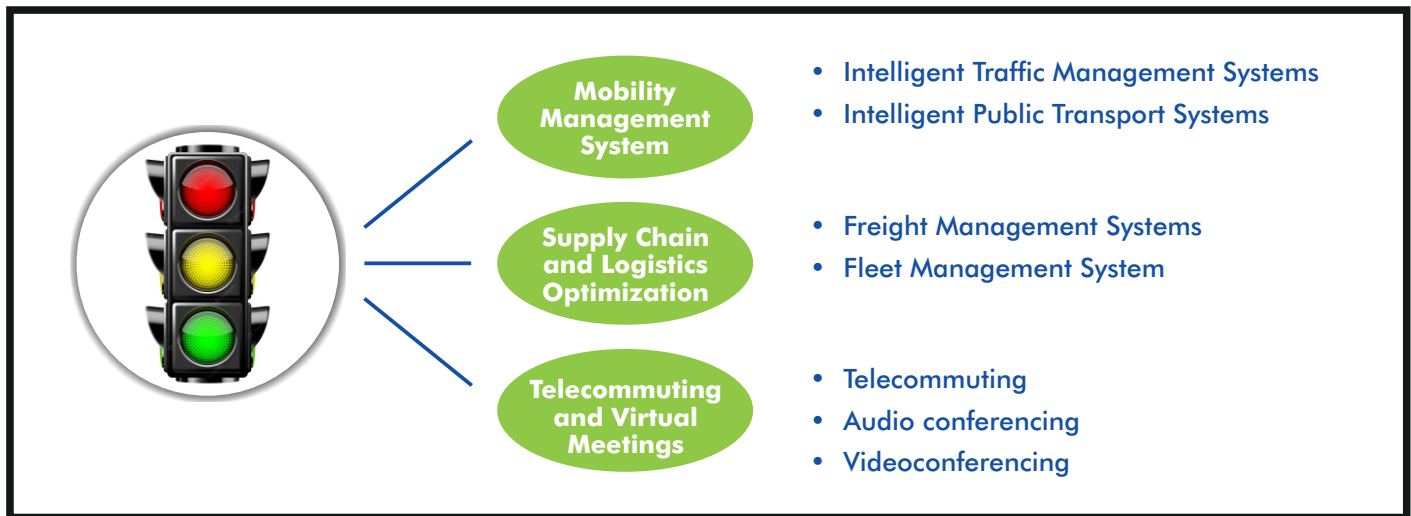 Mobility
Management
System
• Intelligent Traffic Management Systems
• Intelligent Public Transport Systems
Supply Chain
and Logistics
Optimization
• Freight Management Systems
• Fleet Management System
Telecommuting
and Virtual
Meetings
• Telecommuting
• Audio conferencing
• Videoconferencing